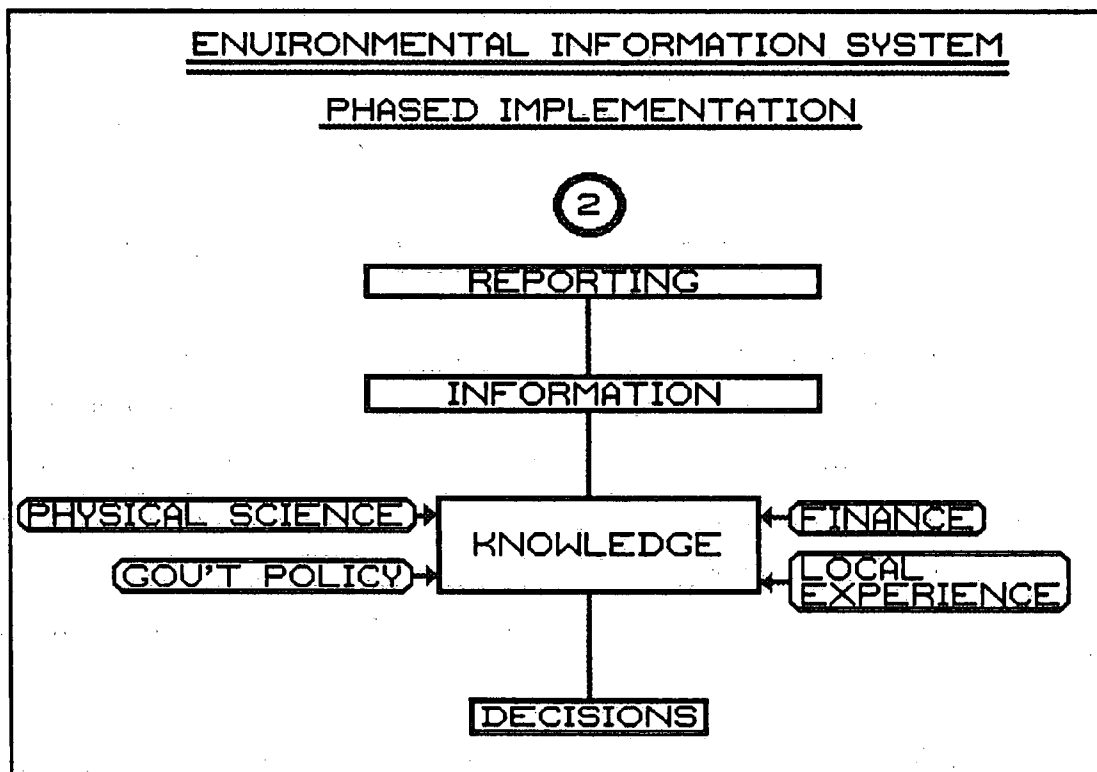 ENVIRONMENTAL INFORMATION SYSTEM
PHASED IMPLEMENTATION
2
REPORTING
INFORMATION
PHYSICAL SCIENCE
GOV'T POLICY
KNOWLEDGE
FINANCE
LOCAL
EXPERIENCE
DECISIONS